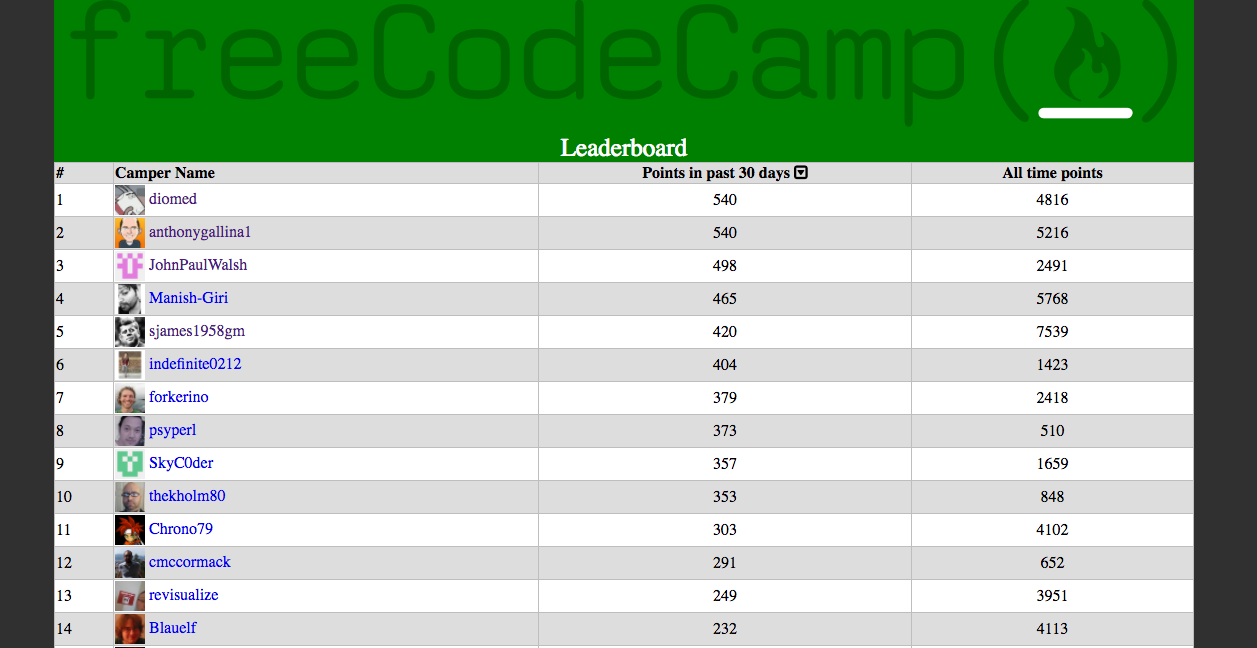 freeCodeCamp(🔥)
Leaderboard
# Camper Name Points in past 30 days All time points
1 diomed 540 4816
2 anthonygallina1 540 5216
3 JohnPaulWalsh 498 2491
4 Manish-Giri 465 5768
5 sjames1958gm 420 7539
6 indefinite0212 404 1423
7 forkerino 379 2418
8 psyperl 373 510
9 SkyC0der 357 1659
10 thekholm80 353 848
11 Chrono79 303 4102
12 cmccormack 291 652
13 revisualize 249 3951
14 Blauelf 232 4113